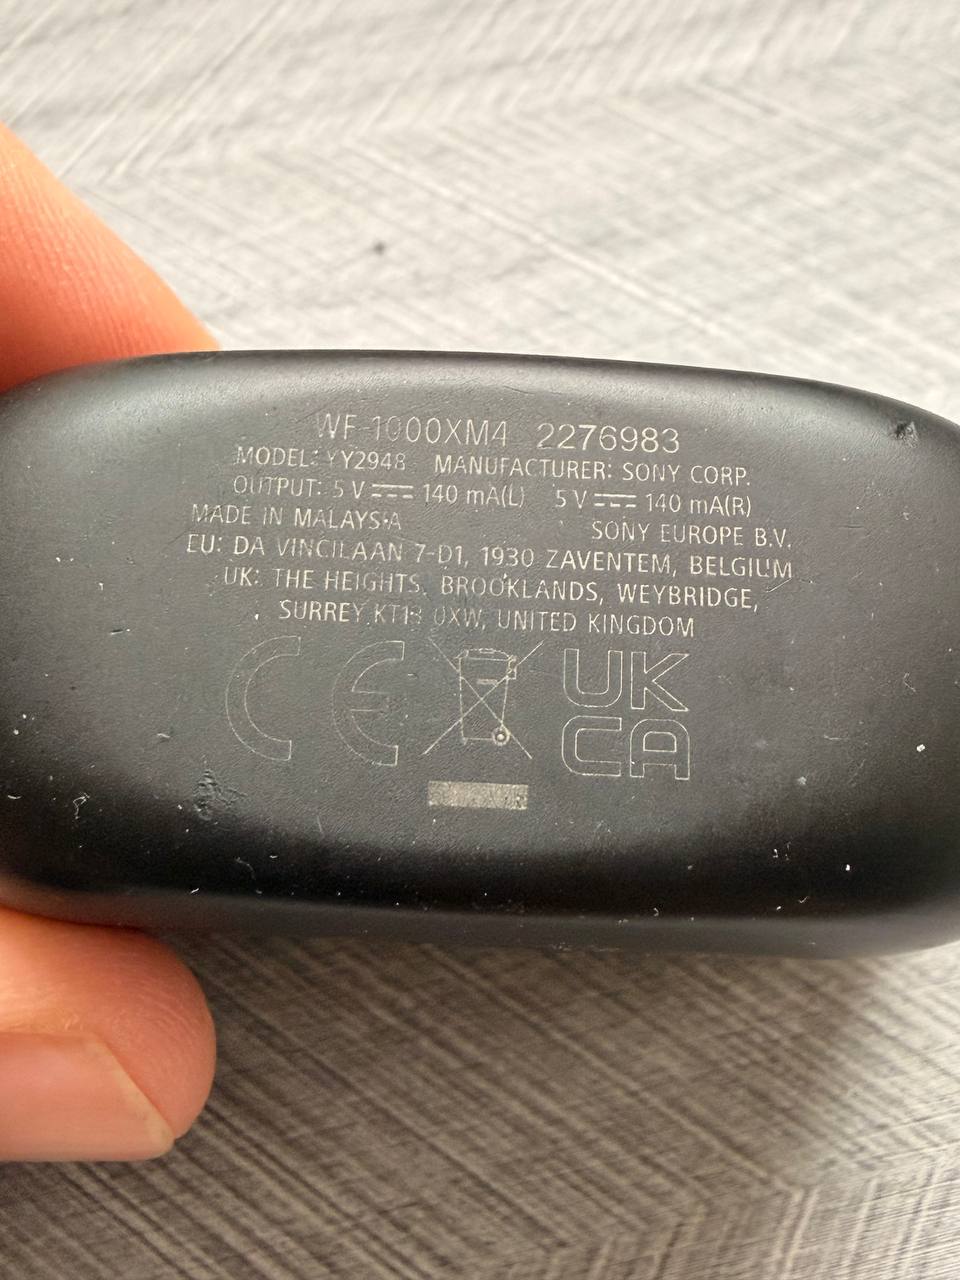 WF-1000XM4 2276983
MODEL: YY2948 MANUFACTURER: SONY CORP.
OUTPUT: 5 V ⎓ 140 mA(L) 5 V ⎓ 140 mA(R)
MADE IN MALAYSIA SONY EUROPE B.V.
EU: DA VINCILAAN 7-D1, 1930 ZAVENTEM, BELGIUM
UK: THE HEIGHTS, BROOKLANDS, WEYBRIDGE,
SURREY KT13 0XW, UNITED KINGDOM
CE UK
CA